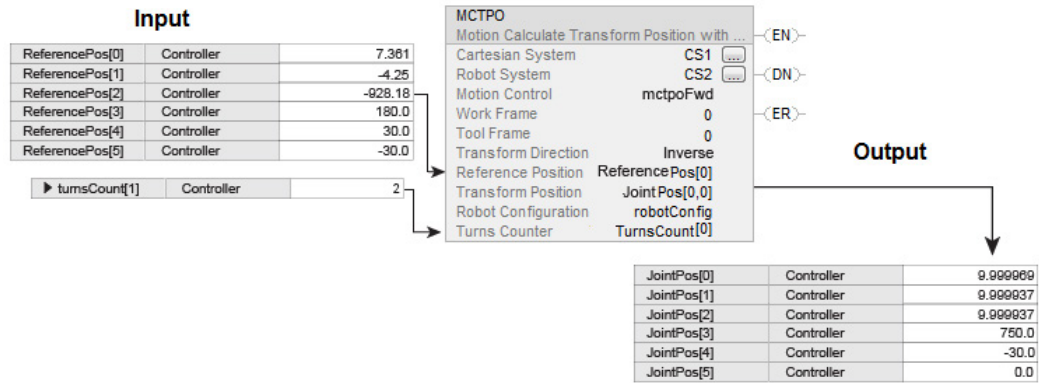 Input
ReferencePos[0] Controller 7.361
ReferencePos[1] Controller -4.25
ReferencePos[2] Controller -928.18
ReferencePos[3] Controller 180.0
ReferencePos[4] Controller 30.0
ReferencePos[5] Controller -30.0
turnsCount[1] Controller 2
MCTPO
Motion Calculate Transform Position with ...
Cartesian System CS1 ...
Robot System CS2 ...
Motion Control mctpoFwd
Work Frame 0
Tool Frame 0
Transform Direction Inverse
Reference Position ReferencePos[0]
Transform Position JointPos[0,0]
Robot Configuration robotConfig
Turns Counter TurnsCount[0]
EN
DN
ER
Output
JointPos[0] Controller 9.999969
JointPos[1] Controller 9.999937
JointPos[2] Controller 9.999937
JointPos[3] Controller 750.0
JointPos[4] Controller -30.0
JointPos[5] Controller 0.0